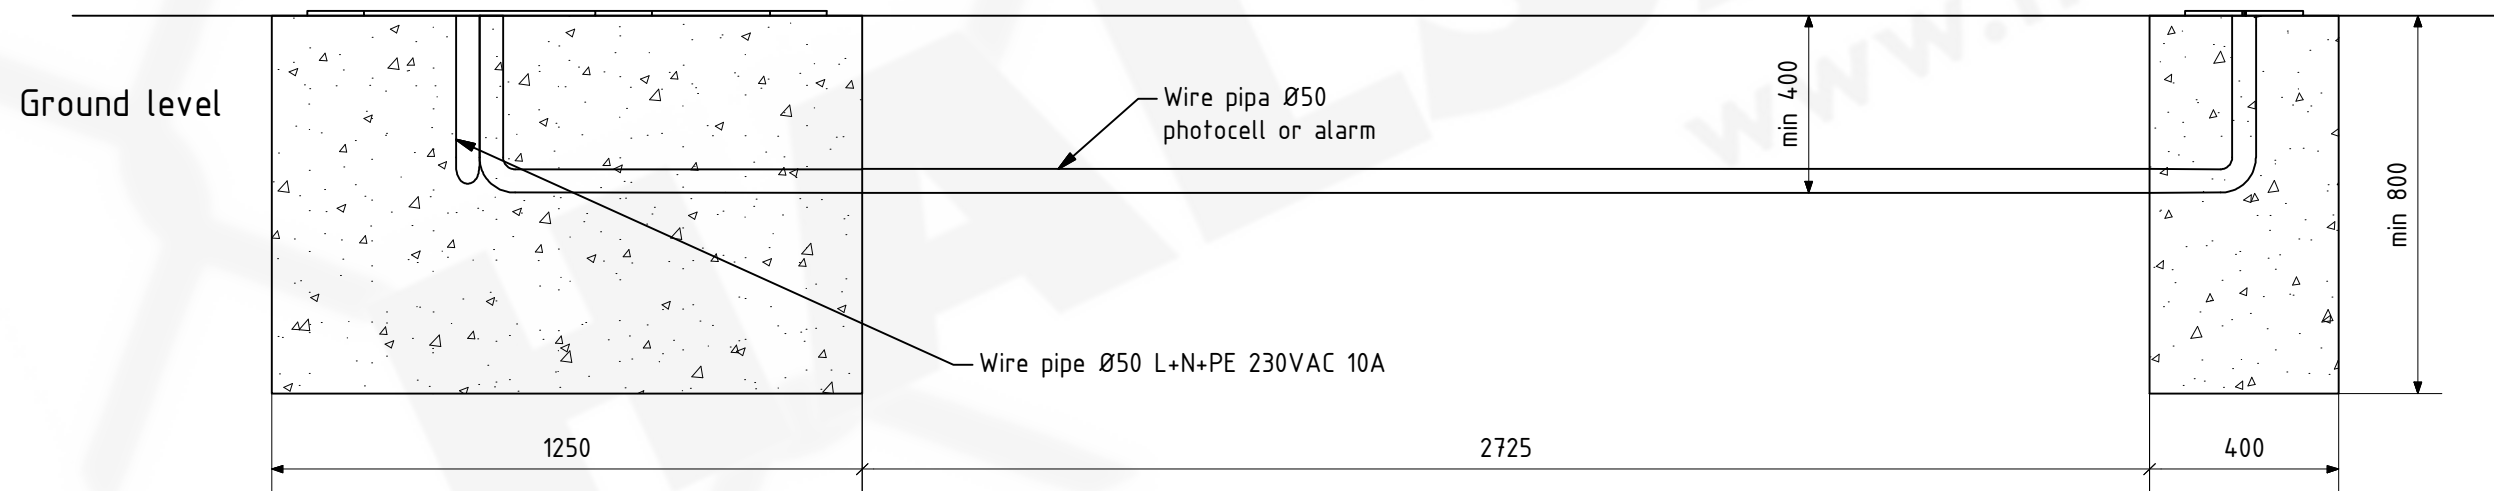 Ground level
Wire pipa Ø50
photocell or alarm
min 400
min 800
Wire pipe Ø50 L+N+PE 230VAC 10A
1250
2725
400